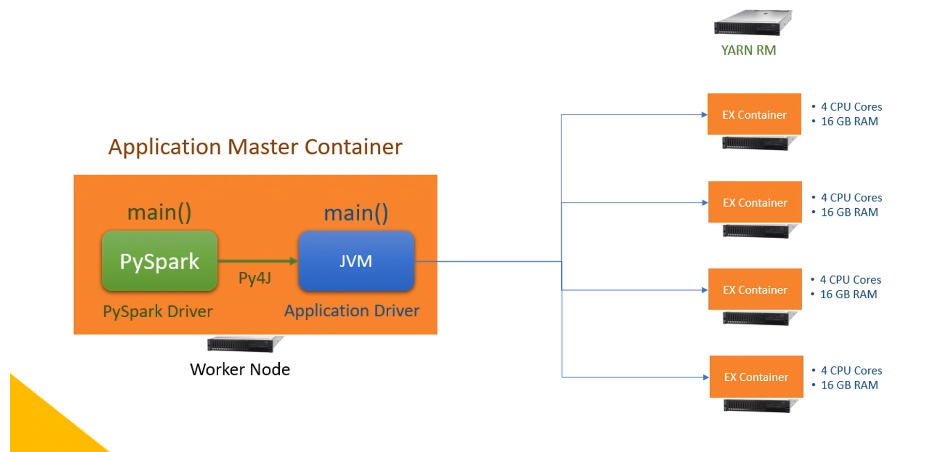 YARN RM
Application Master Container
main()
PySpark
PySpark Driver
Py4J
main()
JVM
Application Driver
Worker Node
EX Container
• 4 CPU Cores
• 16 GB RAM
EX Container
• 4 CPU Cores
• 16 GB RAM
EX Container
• 4 CPU Cores
• 16 GB RAM
EX Container
• 4 CPU Cores
• 16 GB RAM